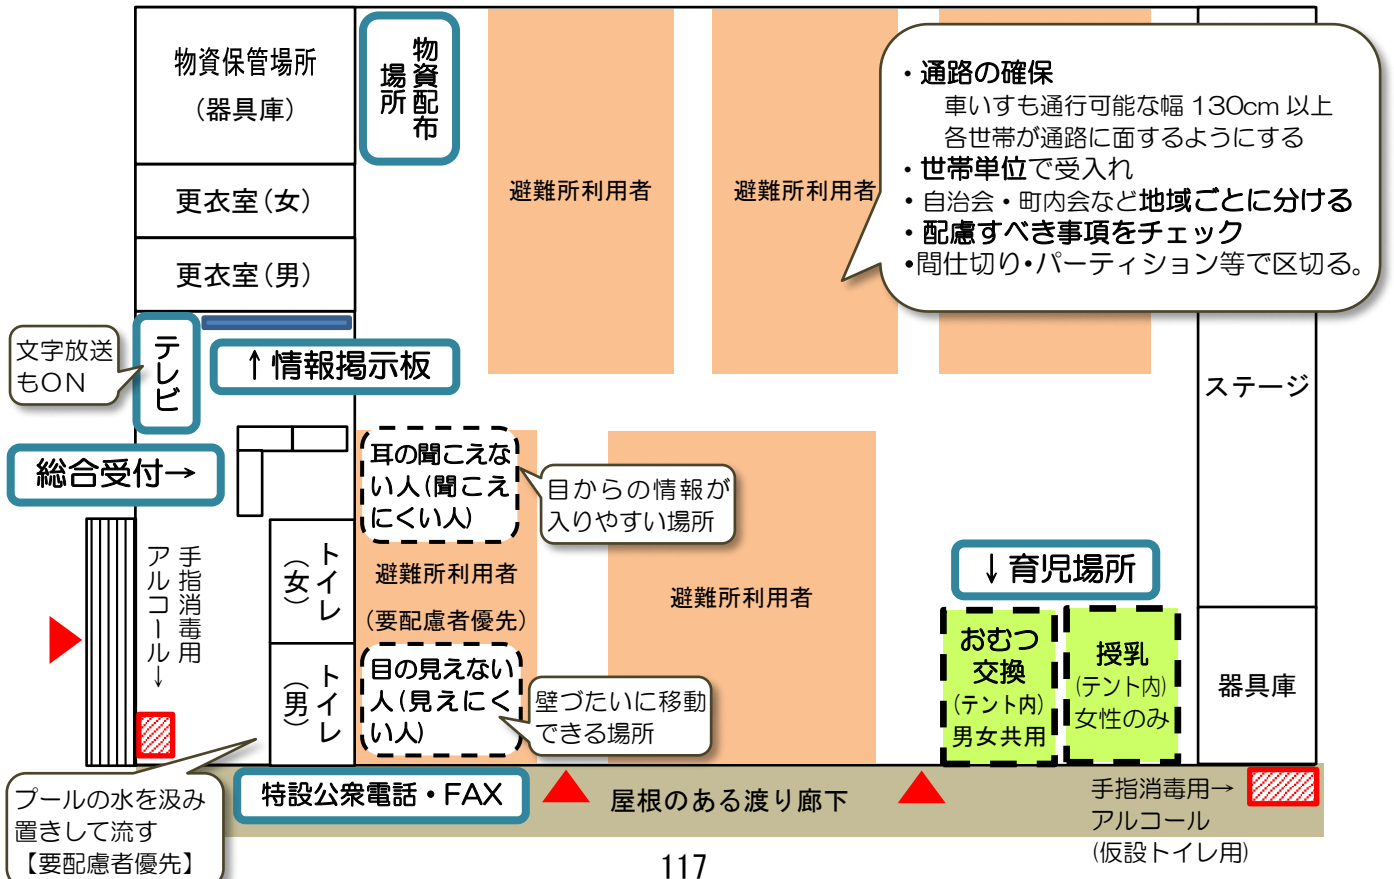 物資保管場所
(器具庫)
物資配布
場所
避難所利用者
避難所利用者
・通路の確保
車いすも通行可能な幅 130cm 以上
各世帯が通路に面するようにする
・世帯単位で受入れ
・自治会・町内会など地域ごとに分ける
・配慮すべき事項をチェック
・間仕切り・パーティション等で区切る。
更衣室(女)
更衣室(男)
文字放送
もON
テレビ
↑情報掲示板
ステージ
総合受付→
耳の聞こえな
い人(聞こえ
にくい人)
目からの情報が
入りやすい場所
手指消毒用
アルコール→
トイレ
(女)
避難所利用者
(要配慮者優先)
避難所利用者
↓育児場所
トイレ
(男)
目の見えない
人(見えにく
い人)
壁づたいに移動
できる場所
おむつ
交換
(テント内)
男女共用
授乳
(テント内)
女性のみ
器具庫
プールの水を汲み
置きして流す
【要配慮者優先】
特設公衆電話・FAX
屋根のある渡り廊下
手指消毒用→
アルコール
(仮設トイレ用)
117